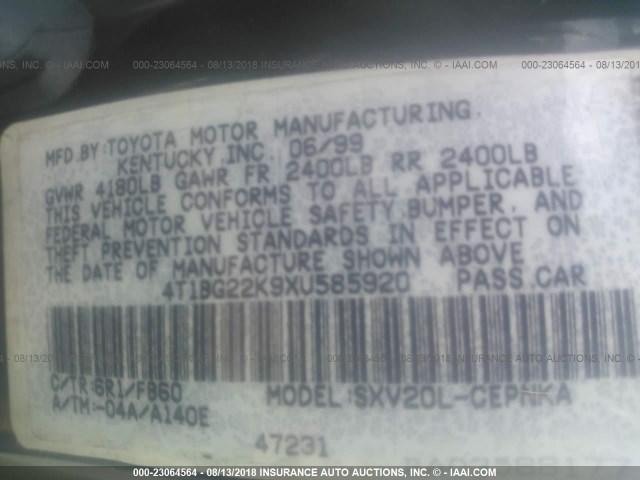 000-23064564 - 08/13/2018 INSURANCE AUTO AUCTIONS, INC. ©- IAAI.COM
MFD.BY:TOYOTA MOTOR MANUFACTURING,
KENTUCKY,INC. 06/99
GVWR 4180LB GAWR FR 2400LB RR 2400LB
THIS VEHICLE CONFORMS TO ALL APPLICABLE
FEDERAL MOTOR VEHICLE SAFETY,BUMPER, AND
THEFT PREVENTION STANDARDS IN EFFECT ON
THE DATE OF MANUFACTURE SHOWN ABOVE
4T1BG22K9XU585920 PASS.CAR
C/TR:6R1/FB60 MODEL:SXV20L-CEPNKA
A/TM:-04A/A140E
47231
000-23064564 - 08/13/2018 INSURANCE AUTO AUCTIONS, INC. ©- IAAI.COM